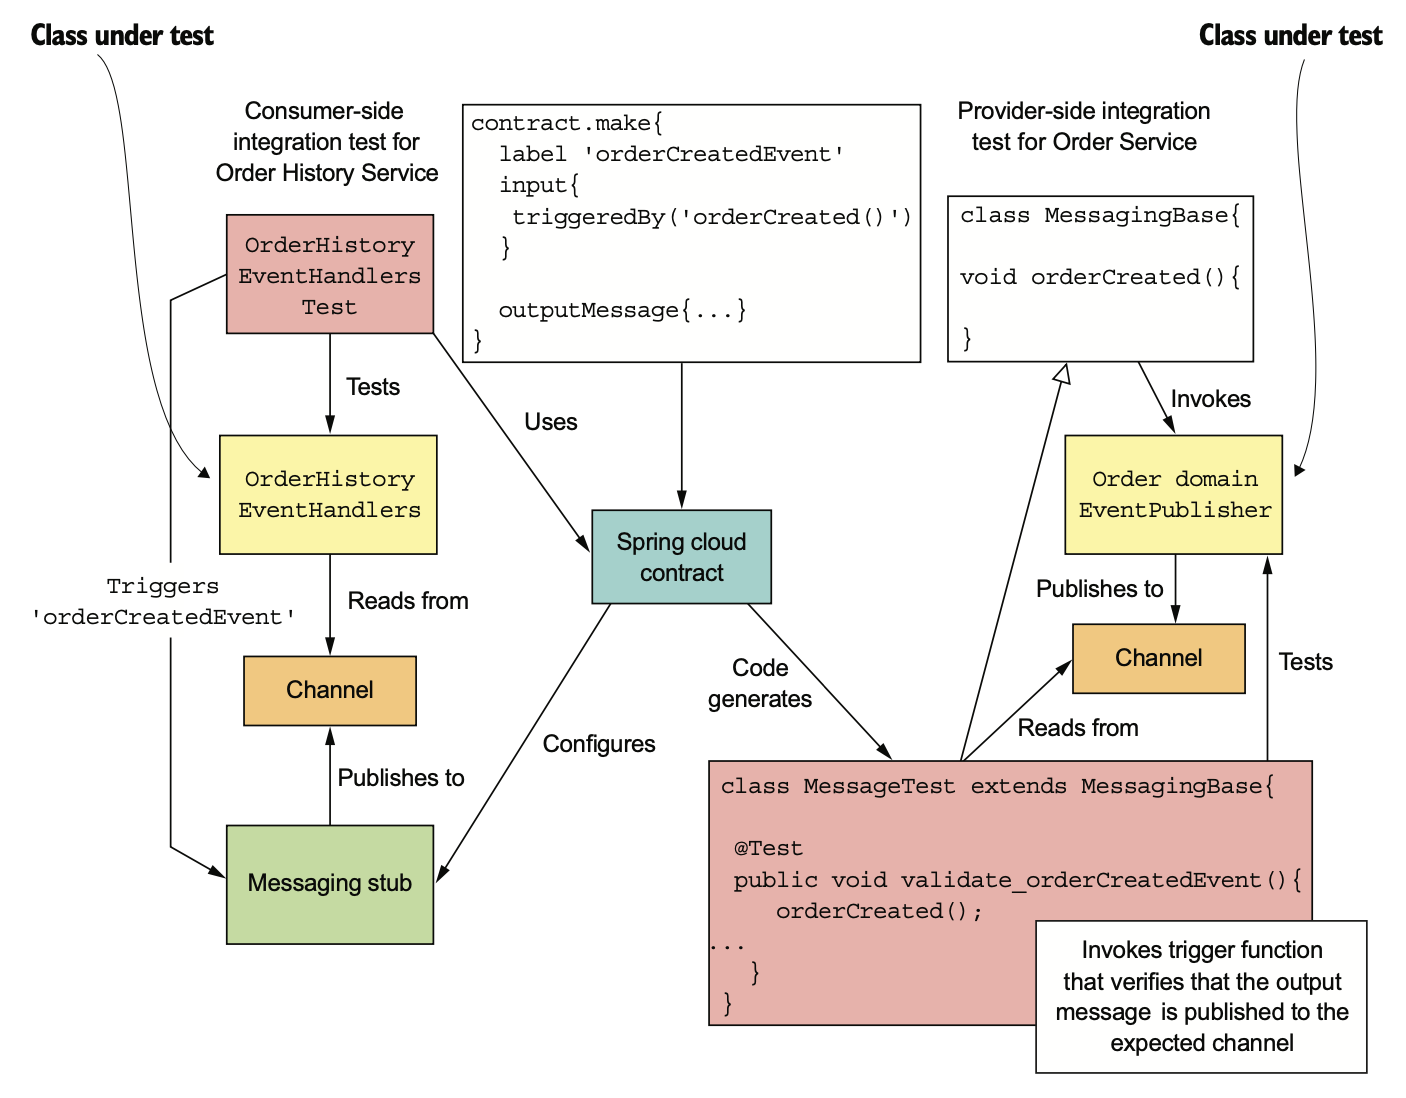 Class under test
Class under test
Consumer-side
integration test for
Order History Service
contract.make{
label 'orderCreatedEvent'
input{
triggeredBy('orderCreated()')
}
outputMessage{...}
}
Provider-side integration
test for Order Service
class MessagingBase{
void orderCreated(){
}
OrderHistory
EventHandlers
Test
Tests
Uses
Invokes
OrderHistory
EventHandlers
Order domain
EventPublisher
Spring cloud
contract
Triggers
'orderCreatedEvent'
Reads from
Publishes to
Channel
Channel
Tests
Code
generates
Reads from
Configures
Publishes to
Messaging stub
class MessageTest extends MessagingBase{
@Test
public void validate_orderCreatedEvent(){
orderCreated();
...
}
}
Invokes trigger function
that verifies that the output
message is published to the
expected channel